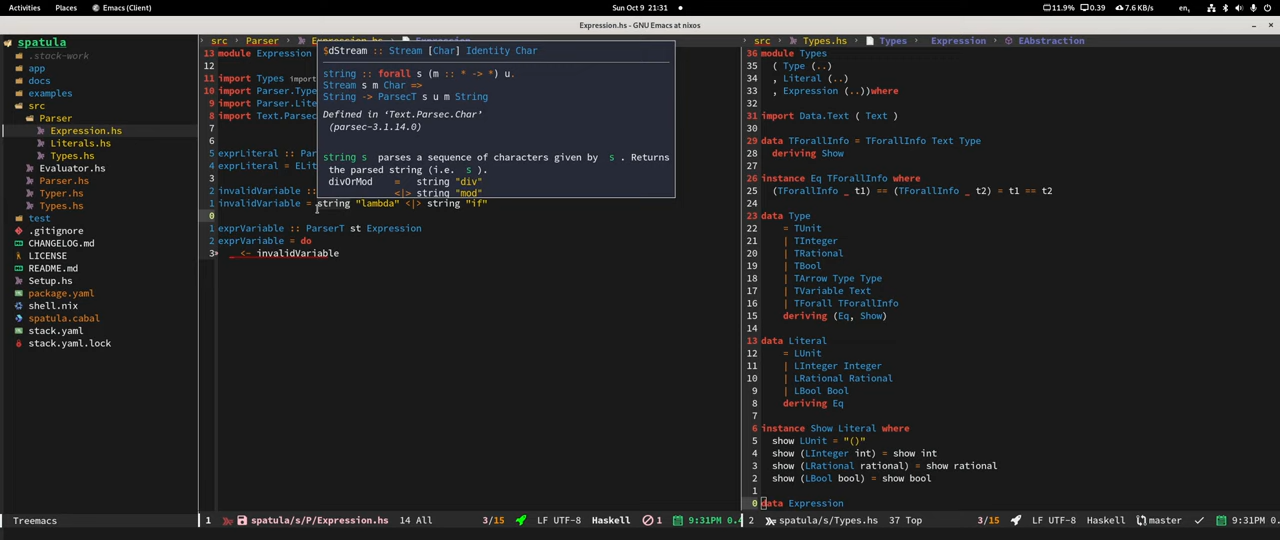 Activities Places Emacs (Client) Sun Oct 9 21:31 11.9% 0.39 7.6 KB/s en
Expression.hs - GNU Emacs at nixos
spatula
.stack-work
app
docs
examples
src
Parser
Expression.hs
Literals.hs
Types.hs
Evaluator.hs
Parser.hs
Typer.hs
Types.hs
test
.gitignore
CHANGELOG.md
LICENSE
README.md
Setup.hs
package.yaml
shell.nix
spatula.cabal
stack.yaml
stack.yaml.lock
Treemacs
src Parser
13 module Expression
12
11 import Types import
10 import Parser.Type
9 import Parser.Lite
8 import Text.Parsec
7
6
5 exprLiteral :: Par
4 exprLiteral = ELit
3
2 invalidVariable ::
1 invalidVariable = string "lambda" <|> string "if"
0
1 exprVariable :: ParserT st Expression
2 exprVariable = do
3 _ <- invalidVariable
$dStream :: Stream [Char] Identity Char
string :: forall s (m :: * -> *) u.
Stream s m Char =>
String -> ParsecT s u m String
Defined in ‘Text.Parsec.Char’
(parsec-3.1.14.0)
string s parses a sequence of characters given by s . Returns
the parsed string (i.e. s ).
divOrMod = string "div"
<|> string "mod"
1 spatula/s/P/Expression.hs 14 All 3/15 LF UTF-8 Haskell 1 9:31PM 0.4
src Types.hs Types Expression EAbstraction
36 module Types
35 ( Type (..)
34 , Literal (..)
33 , Expression (..))where
32
31 import Data.Text ( Text )
30
29 data TForallInfo = TForallInfo Text Type
28 deriving Show
27
26 instance Eq TForallInfo where
25 (TForallInfo _ t1) == (TForallInfo _ t2) = t1 == t2
24
23 data Type
22 = TUnit
21 | TInteger
20 | TRational
19 | TBool
18 | TArrow Type Type
17 | TVariable Text
16 | TForall TForallInfo
15 deriving (Eq, Show)
14
13 data Literal
12 = LUnit
11 | LInteger Integer
10 | LRational Rational
9 | LBool Bool
8 deriving Eq
7
6 instance Show Literal where
5 show LUnit = "()"
4 show (LInteger int) = show int
3 show (LRational rational) = show rational
2 show (LBool bool) = show bool
1
0 data Expression
2 spatula/s/Types.hs 37 Top 3/15 LF UTF-8 Haskell master 9:31PM 0.